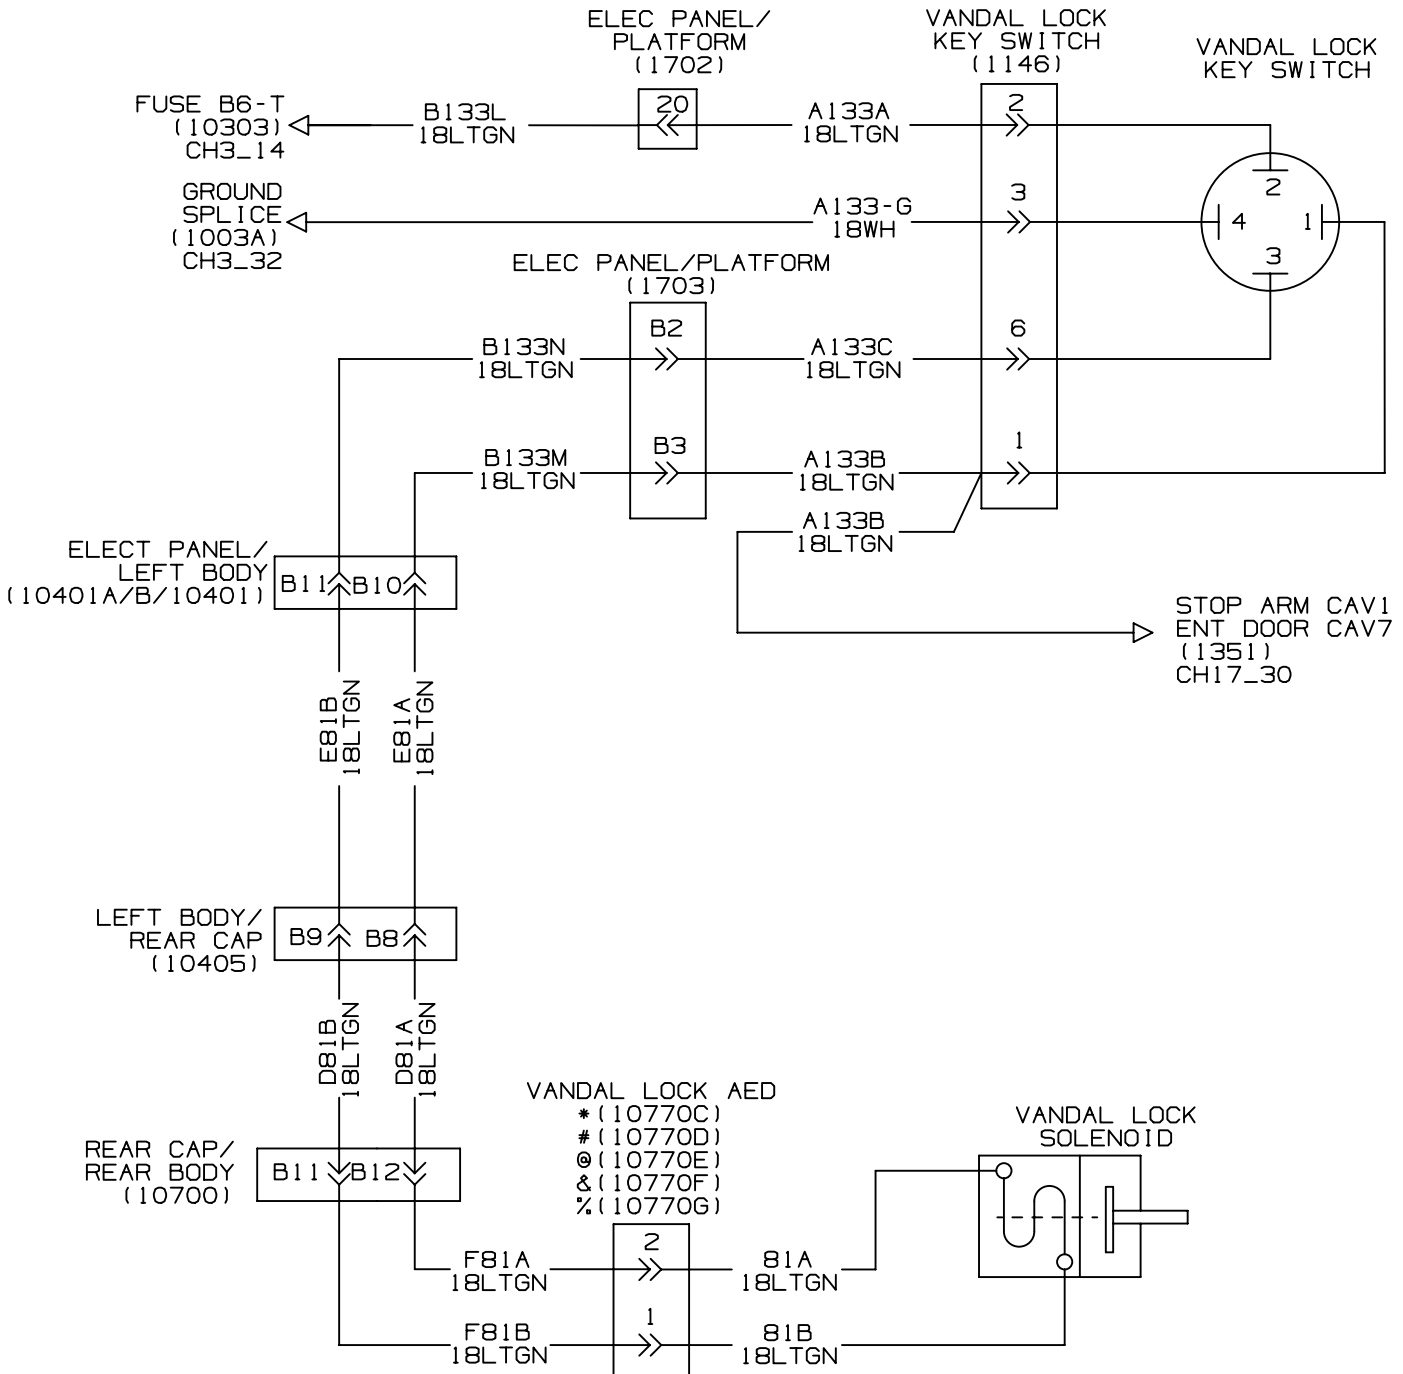 ELEC PANEL/
PLATFORM
(1702)
VANDAL LOCK
KEY SWITCH
(1146)
VANDAL LOCK
KEY SWITCH
FUSE B6-T
(10303)
CH3_14
B133L
18LTGN
20
A133A
18LTGN
2
GROUND
SPLICE
(1003A)
CH3_32
A133-G
18WH
3
2
4
1
3
ELEC PANEL/PLATFORM
(1703)
B133N
18LTGN
B2
A133C
18LTGN
6
B133M
18LTGN
B3
A133B
18LTGN
1
A133B
18LTGN
ELECT PANEL/
LEFT BODY
(10401A/B/10401)
B11
B10
STOP ARM CAV1
ENT DOOR CAV7
(1351)
CH17_30
E81B
18LTGN
E81A
18LTGN
LEFT BODY/
REAR CAP
(10405)
B9
B8
D81B
18LTGN
D81A
18LTGN
REAR CAP/
REAR BODY
(10700)
B11
B12
VANDAL LOCK AED
*(10770C)
#(10770D)
@(10770E)
&(10770F)
%(10770G)
VANDAL LOCK
SOLENOID
F81A
18LTGN
2
81A
18LTGN
F81B
18LTGN
1
81B
18LTGN